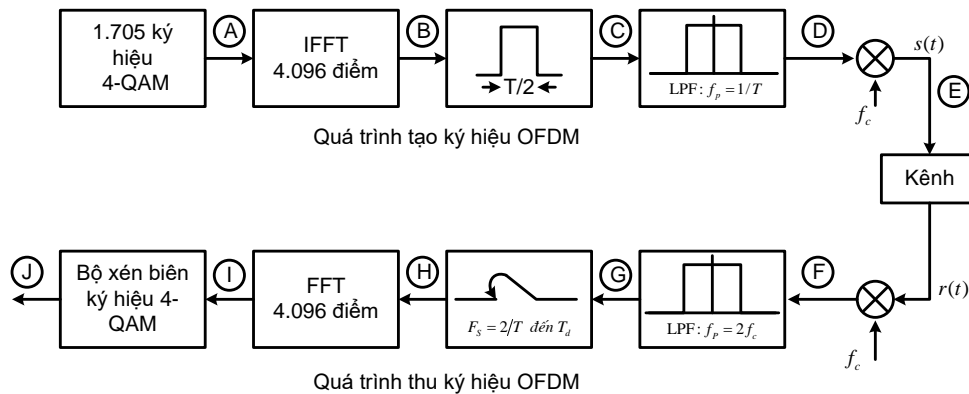 1.705 ký
hiệu
4-QAM
A
IFFT
4.096 điểm
B
T/2
C
LPF: f_p = 1/T
D
f_c
s(t)
E
Quá trình tạo ký hiệu OFDM
Kênh
J
Bộ xén biên
ký hiệu 4-
QAM
I
FFT
4.096 điểm
H
F_S = 2/T đến T_d
G
LPF: f_P = 2f_c
F
r(t)
f_c
Quá trình thu ký hiệu OFDM